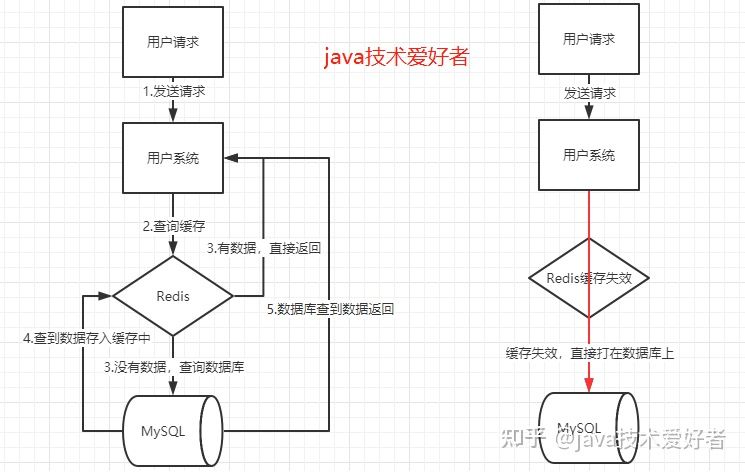 用户请求
java技术爱好者
1.发送请求
用户系统
2.查询缓存
3.有数据，直接返回
Redis
5.数据库查到数据返回
4.查到数据存入缓存中
3.没有数据，查询数据库
MySQL
用户请求
发送请求
用户系统
Redis缓存失效
缓存失效，直接打在数据库上
MySQL
知乎 @java技术爱好者